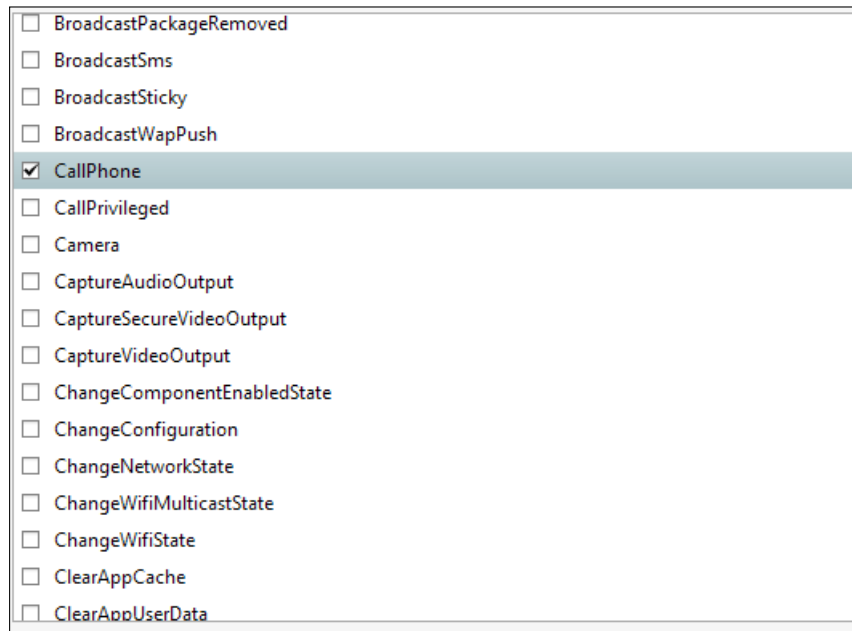 BroadcastPackageRemoved
BroadcastSms
BroadcastSticky
BroadcastWapPush
CallPhone
CallPrivileged
Camera
CaptureAudioOutput
CaptureSecureVideoOutput
CaptureVideoOutput
ChangeComponentEnabledState
ChangeConfiguration
ChangeNetworkState
ChangeWifiMulticastState
ChangeWifiState
ClearAppCache
ClearAppUserData